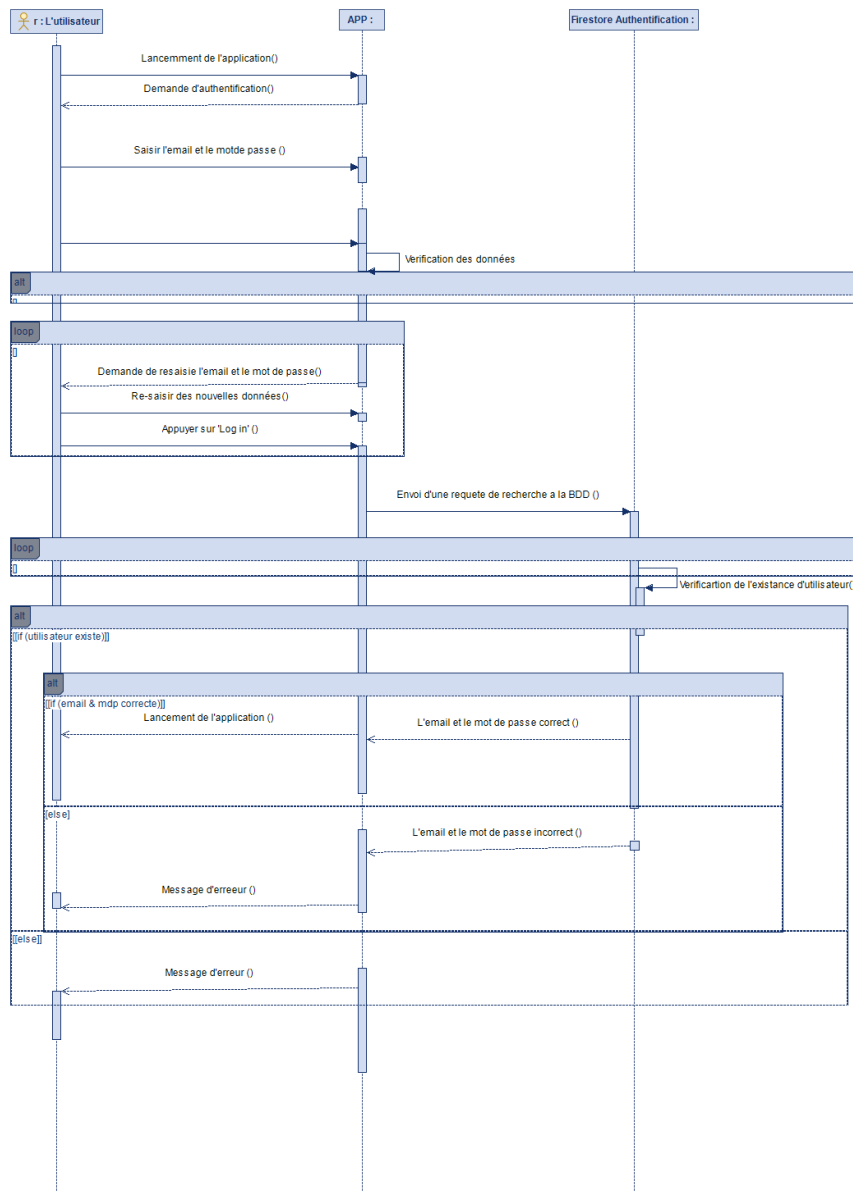 r : L'utilisateur
APP :
Firestore Authentification :
Lancemment de l'application()
Demande d'authentification()
Saisir l'email et le motde passe ()
Verification des données
alt
[]
loop
[]
Demande de resaisie l'email et le mot de passe()
Re-saisir des nouvelles données()
Appuyer sur 'Log in' ()
Envoi d'une requete de recherche a la BDD ()
loop
[]
Verificartion de l'existance d'utilisateur(
alt
[[if (utilisateur existe)]]
alt
[[if (email & mdp correcte)]]
Lancement de l'application ()
L'email et le mot de passe correct ()
[else]
L'email et le mot de passe incorrect ()
Message d'erreeur ()
[[else]]
Message d'erreur ()